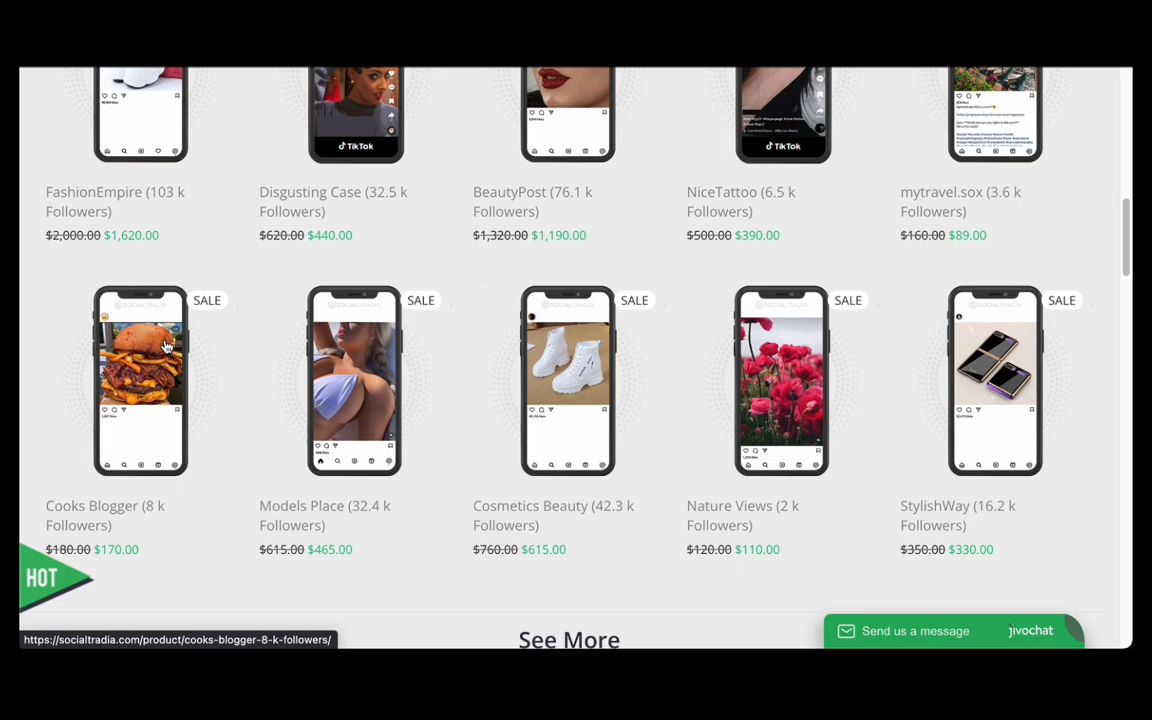 TikTok
TikTok
FashionEmpire (103 k
Followers)
$2,000.00 $1,620.00
Disgusting Case (32.5 k
Followers)
$620.00 $440.00
BeautyPost (76.1 k
Followers)
$1,320.00 $1,190.00
NiceTattoo (6.5 k
Followers)
$500.00 $390.00
mytravel.sox (3.6 k
Followers)
$160.00 $89.00
SALE
SALE
SALE
SALE
SALE
SOCIALTRADIA
SOCIALTRADIA
SOCIALTRADIA
SOCIALTRADIA
SOCIALTRADIA
Cooks Blogger (8 k
Followers)
$180.00 $170.00
Models Place (32.4 k
Followers)
$615.00 $465.00
Cosmetics Beauty (42.3 k
Followers)
$760.00 $615.00
Nature Views (2 k
Followers)
$120.00 $110.00
StylishWay (16.2 k
Followers)
$350.00 $330.00
HOT
See More
Send us a message jivochat
https://socialtradia.com/product/cooks-blogger-8-k-followers/